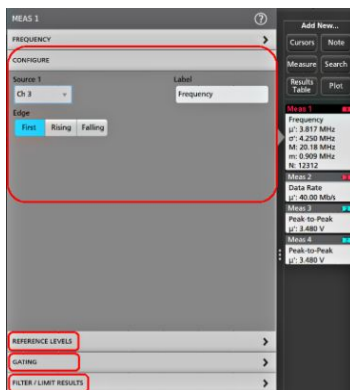 MEAS 1
FREQUENCY
CONFIGURE
Source 1
Label
Ch 3
Frequency
Edge
First Rising Falling
REFERENCE LEVELS
GATING
FILTER / LIMIT RESULTS
Add New...
Cursors Note
Measure Search
Results Table Plot
Meas 1
Frequency
µ': 3.817 MHz
σ': 4.250 MHz
M: 20.18 MHz
m: 0.909 MHz
N: 12312
Meas 2
Data Rate
µ': 40.00 Mb/s
Meas 3
Peak-to-Peak
µ': 3.480 V
Meas 4
Peak-to-Peak
µ': 3.480 V